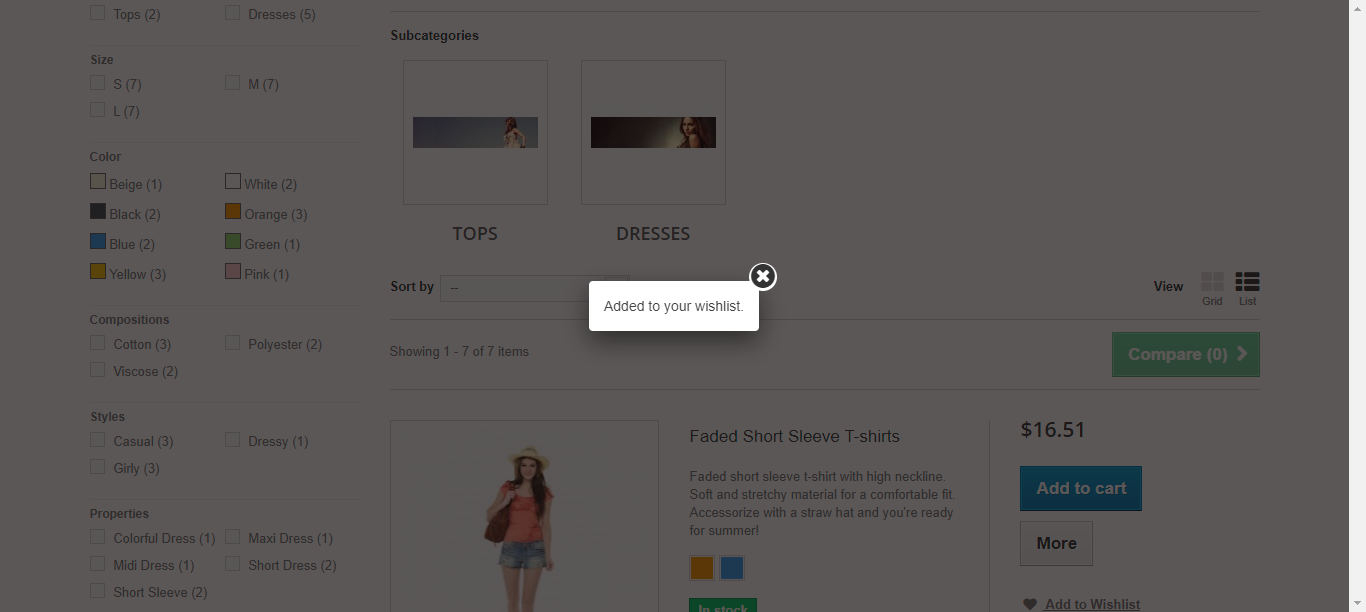 Tops (2)
Dresses (5)
Size
S (7)
M (7)
L (7)
Color
Beige (1)
White (2)
Black (2)
Orange (3)
Blue (2)
Green (1)
Yellow (3)
Pink (1)
Compositions
Cotton (3)
Polyester (2)
Viscose (2)
Styles
Casual (3)
Dressy (1)
Girly (3)
Properties
Colorful Dress (1)
Maxi Dress (1)
Midi Dress (1)
Short Dress (2)
Short Sleeve (2)
Subcategories
TOPS
DRESSES
Sort by
--
View
Grid
List
Added to your wishlist.
Showing 1 - 7 of 7 items
Compare (0)
Faded Short Sleeve T-shirts
Faded short sleeve t-shirt with high neckline.
Soft and stretchy material for a comfortable fit.
Accessorize with a straw hat and you're ready
for summer!
In stock
$16.51
Add to cart
More
Add to Wishlist